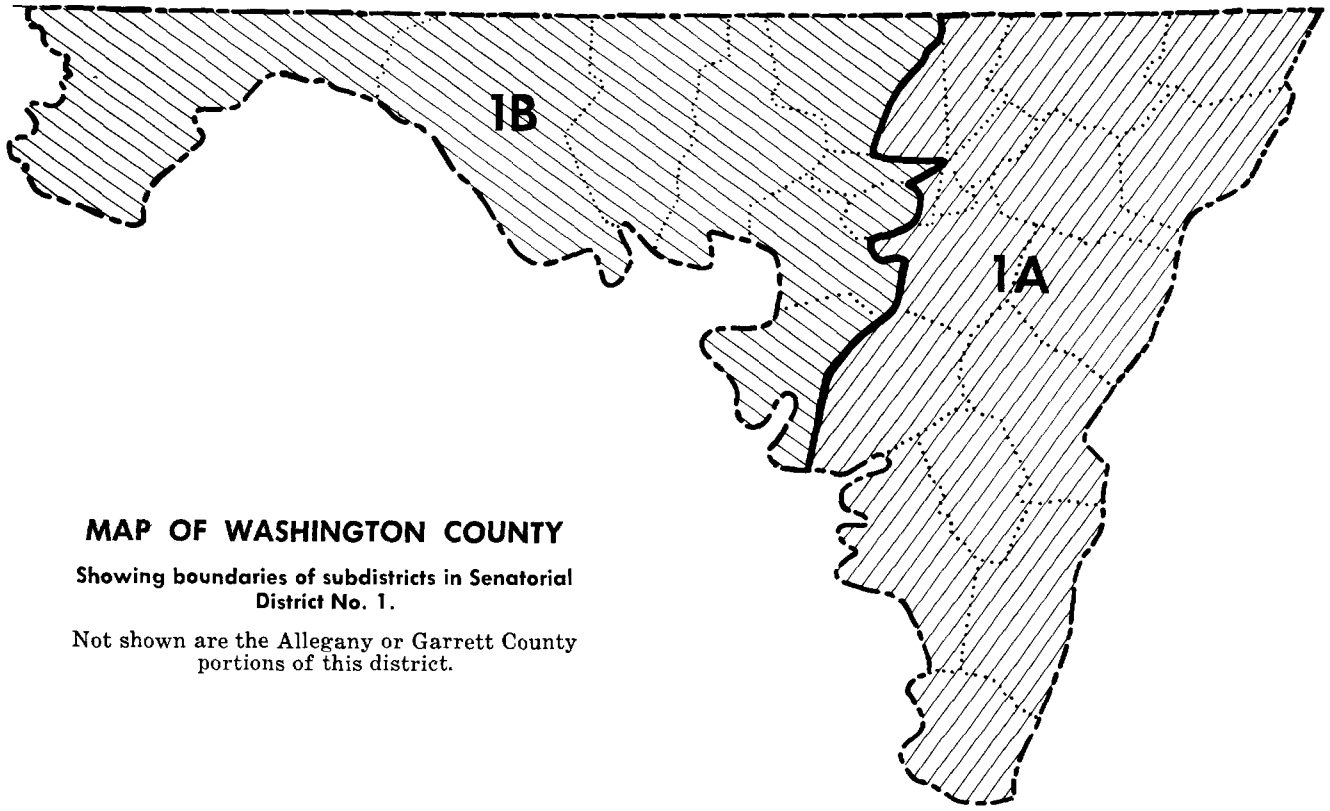 1B
1A
MAP OF WASHINGTON COUNTY
Showing boundaries of subdistricts in Senatorial
District No. 1.
Not shown are the Allegany or Garrett County
portions of this district.